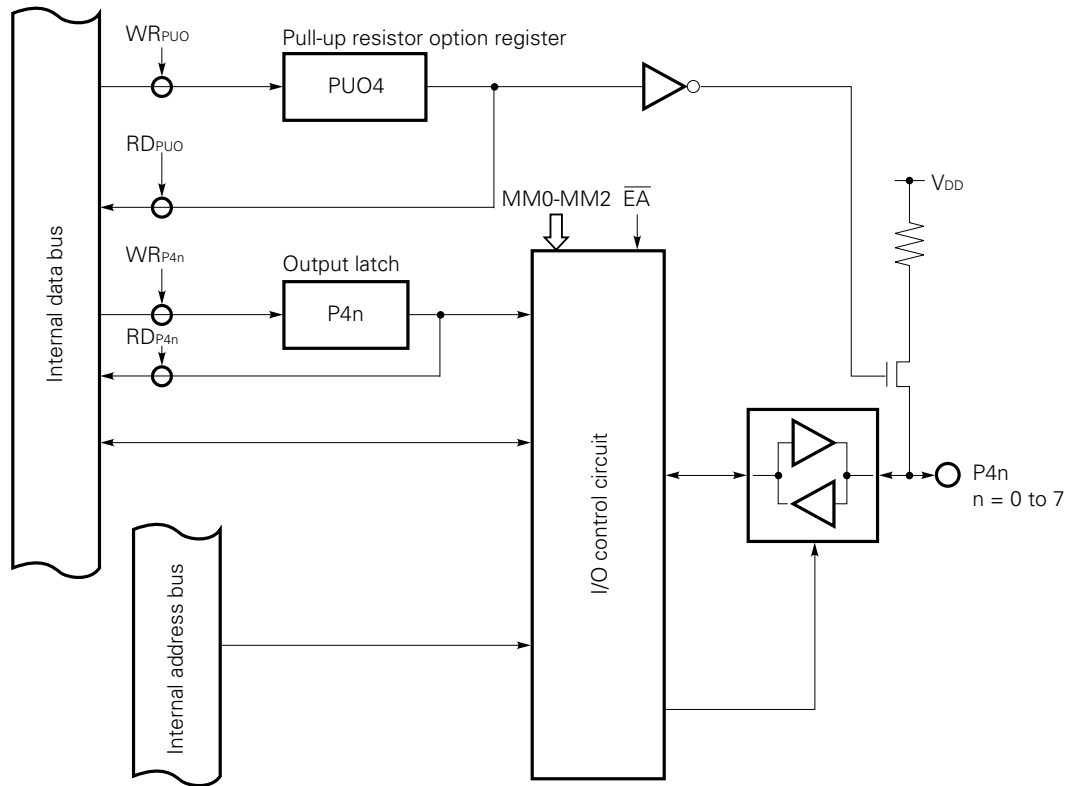 WRPUO
Pull-up resistor option register
PUO4
RDPUO
VDD
MM0-MM2 E̅A̅
WRP4n
Output latch
P4n
RDP4n
Internal data bus
I/O control circuit
P4n
n = 0 to 7
Internal address bus